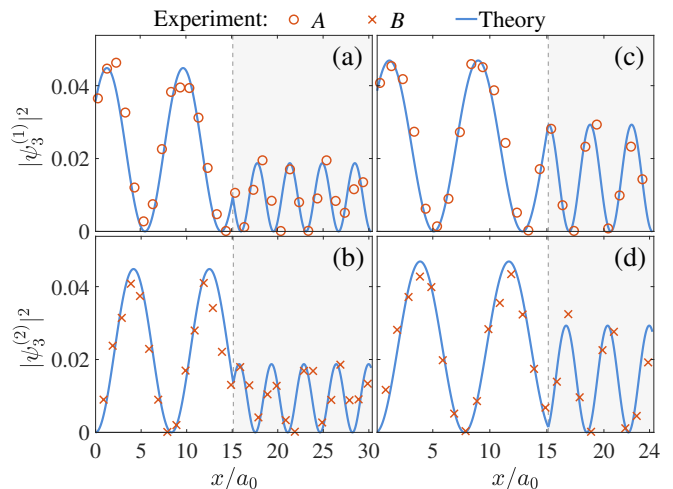 Experiment: ○ A × B — Theory
(a) (c)
0.04
0.02
0
|ψ₃⁽¹⁾|²
(b) (d)
0.04
0.02
0
|ψ₃⁽²⁾|²
0 5 10 15 20 25 30 0 5 10 15 20 24
x/a₀ x/a₀